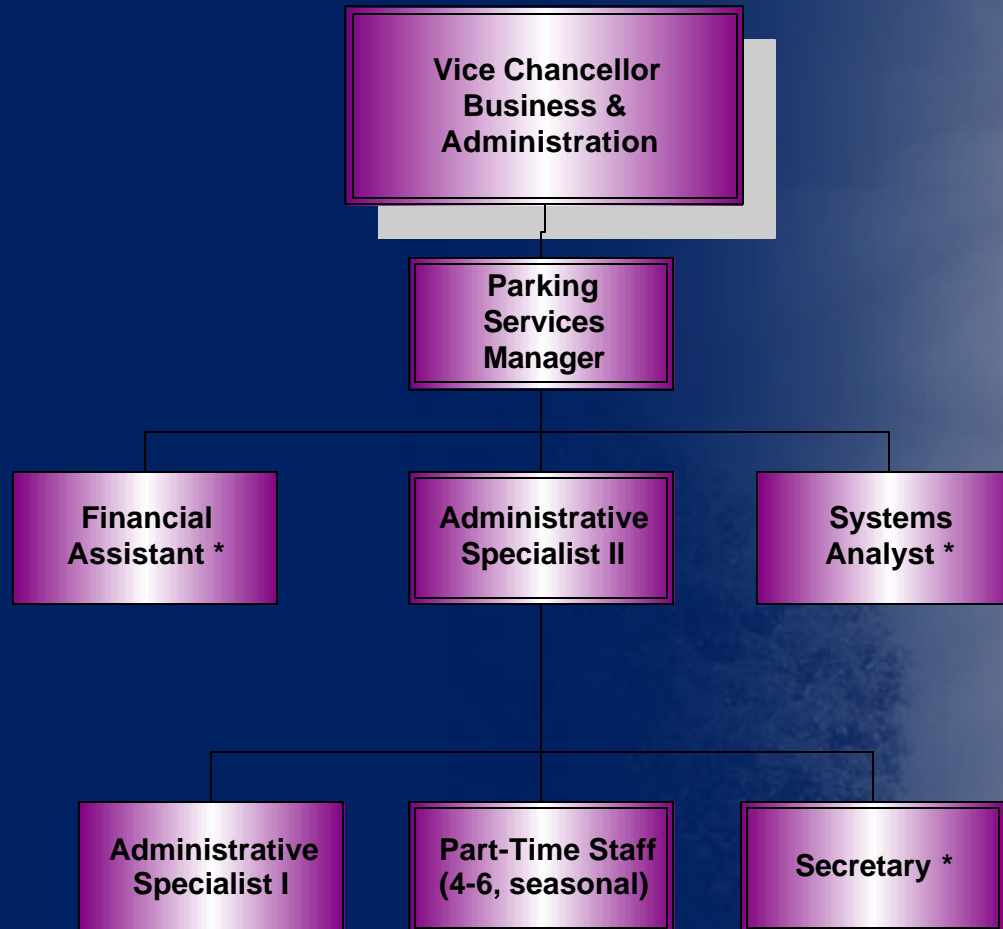 Vice Chancellor
Business &
Administration
Parking
Services
Manager
Financial
Assistant *
Administrative
Specialist II
Systems
Analyst *
Administrative
Specialist I
Part-Time Staff
(4-6, seasonal)
Secretary *